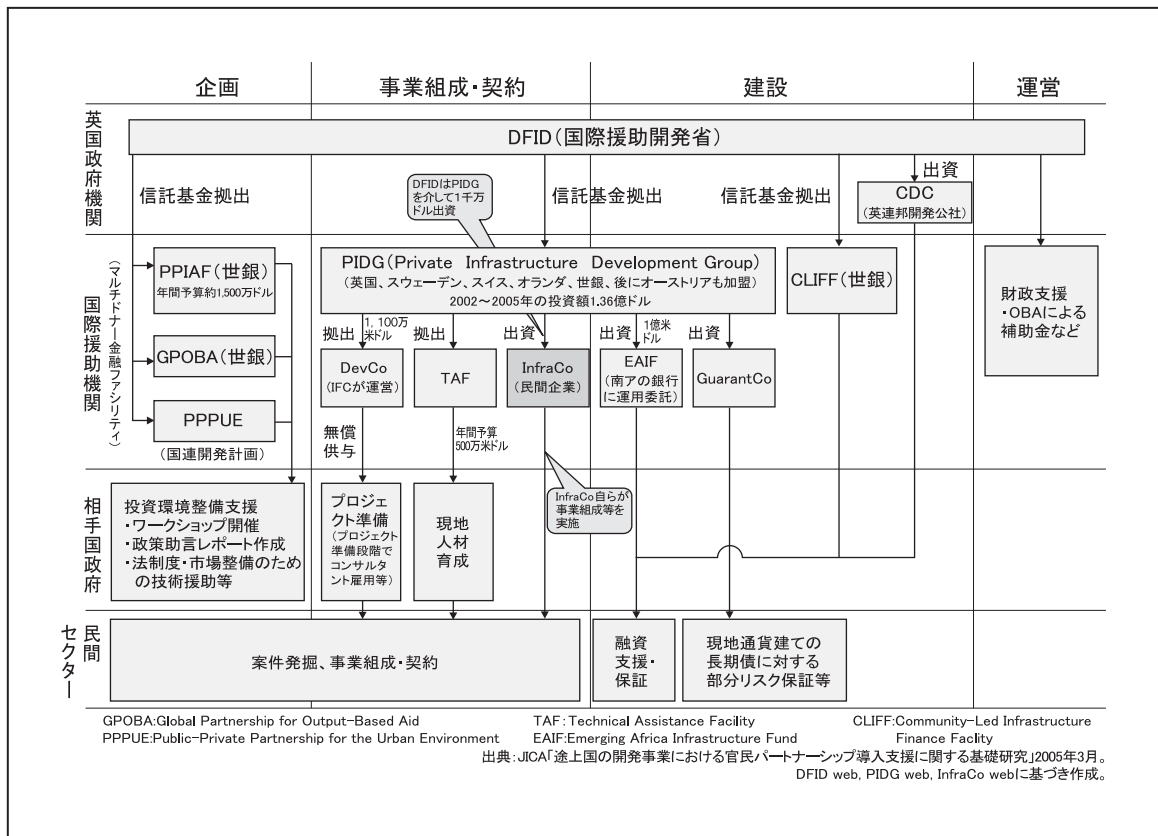 企画
事業組成・契約
建設
運営
英国政府機関
DFID(国際援助開発省)
信託基金拠出
DFIDはPIDG
を介して1千万
ドル出資
信託基金拠出
信託基金拠出
出資
CDC
(英連邦開発公社)
国際援助機関
(マルチドナー金融ファシリティ)
PPIAF(世銀)
年間予算約1,500万ドル
GPOBA(世銀)
PPPUE
(国連開発計画)
PIDG(Private Infrastructure Development Group)
(英国、スウェーデン、スイス、オランダ、世銀、後にオーストリアも加盟)
2002~2005年の投資額1.36億ドル
CLIFF(世銀)
財政支援
・OBAによる
補助金など
拠出
1,100万
米ドル
拠出
出資
出資
1億米
ドル
出資
DevCo
(IFCが運営)
TAF
InfraCo
(民間企業)
EAIF
(南アの銀行
に運用委託)
GuarantCo
無償
供与
年間予算
500万米ドル
InfraCo自らが
事業組成等を
実施
相手国政府
投資環境整備支援
・ワークショップ開催
・政策助言レポート作成
・法制度・市場整備のため
の技術援助等
プロジェ
クト準備
(プロジェクト
準備段階で
コンサルタ
ント雇用等)
現地
人材
育成
民間
セクター
案件発掘、事業組成・契約
融資
支援・
保証
現地通貨建ての
長期債に対する
部分リスク保証等
GPOBA:Global Partnership for Output-Based Aid
TAF:Technical Assistance Facility
CLIFF:Community-Led Infrastructure
PPPUE:Public-Private Partnership for the Urban Environment
EAIF:Emerging Africa Infrastructure Fund
Finance Faclity
出典:JICA「途上国の開発事業における官民パートナーシップ導入支援に関する基礎研究」2005年3月。
DFID web, PIDG web, InfraCo webに基づき作成。